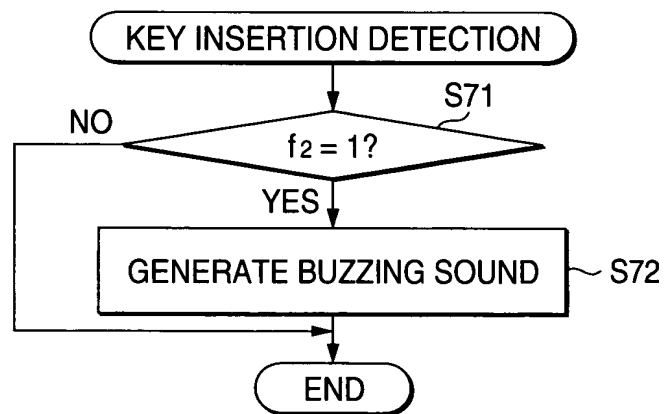 KEY INSERTION DETECTION
S71
NO
f2 = 1?
YES
GENERATE BUZZING SOUND
S72
END